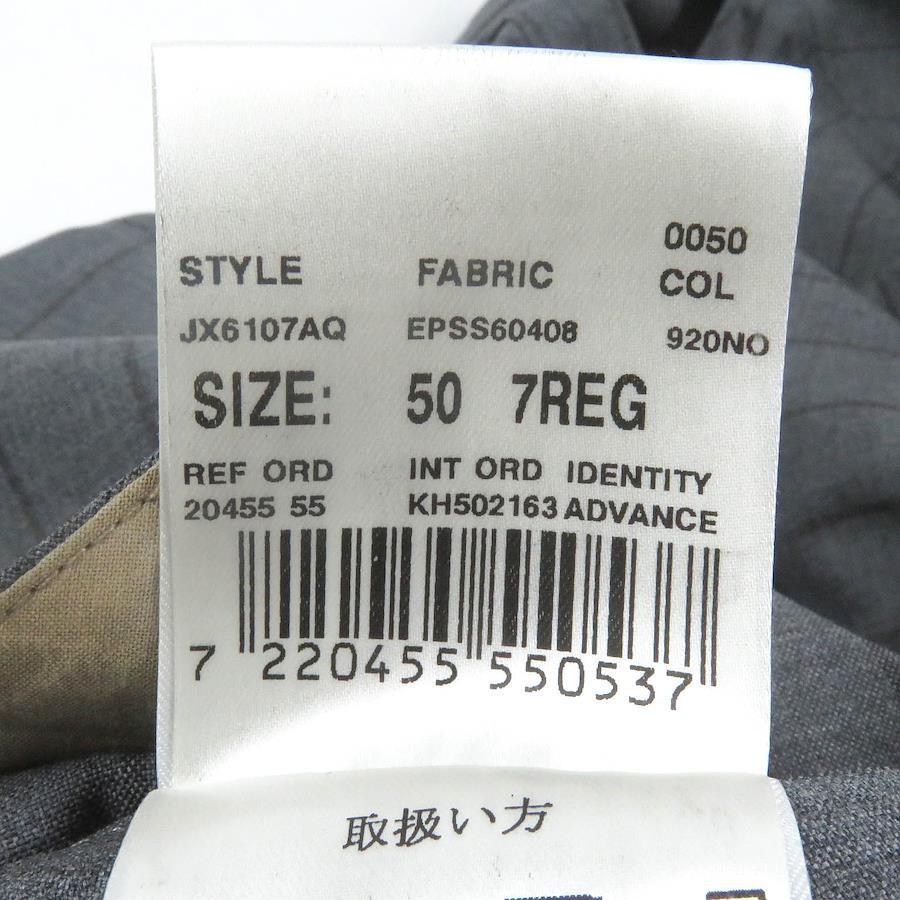 0050
STYLE FABRIC COL
JX6107AQ EPSS60408 920NO
SIZE: 50 7REG
REF ORD INT ORD IDENTITY
20455 55 KH502163 ADVANCE
7 220455 550537
取扱い方